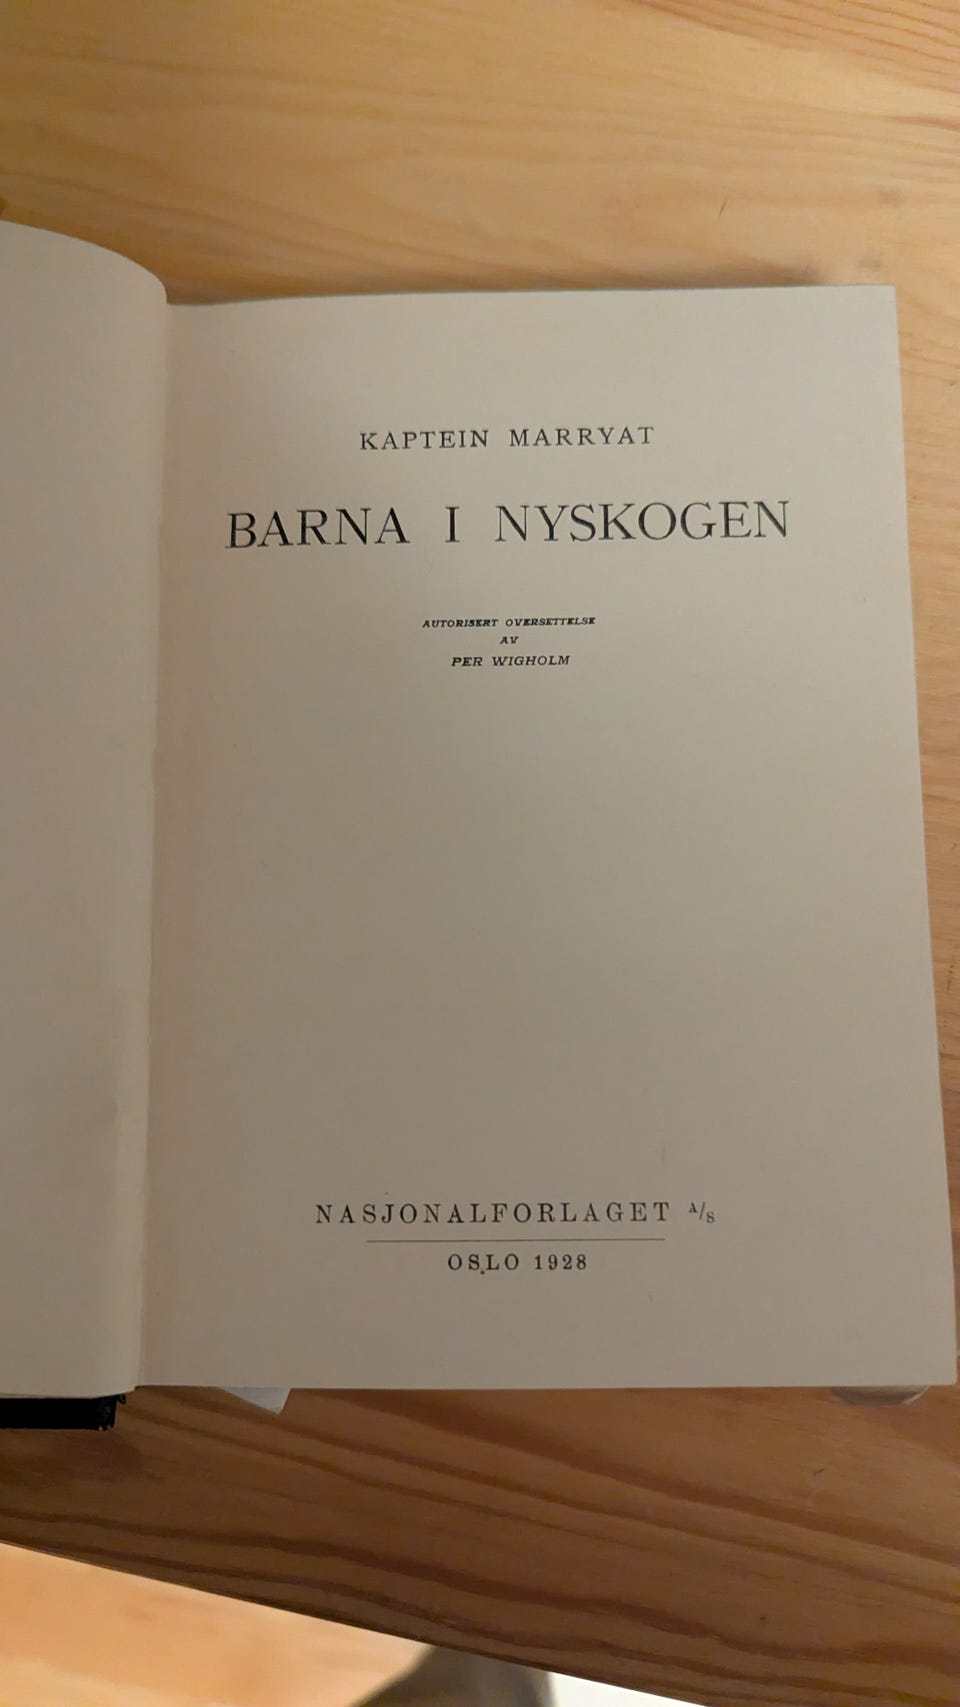 KAPTEIN MARRYAT
BARNA I NYSKOGEN
AUTORISERT OVERSETTELSE
AV
PER WIGHOLM
NASJONALFORLAGET A/S
OSLO 1928